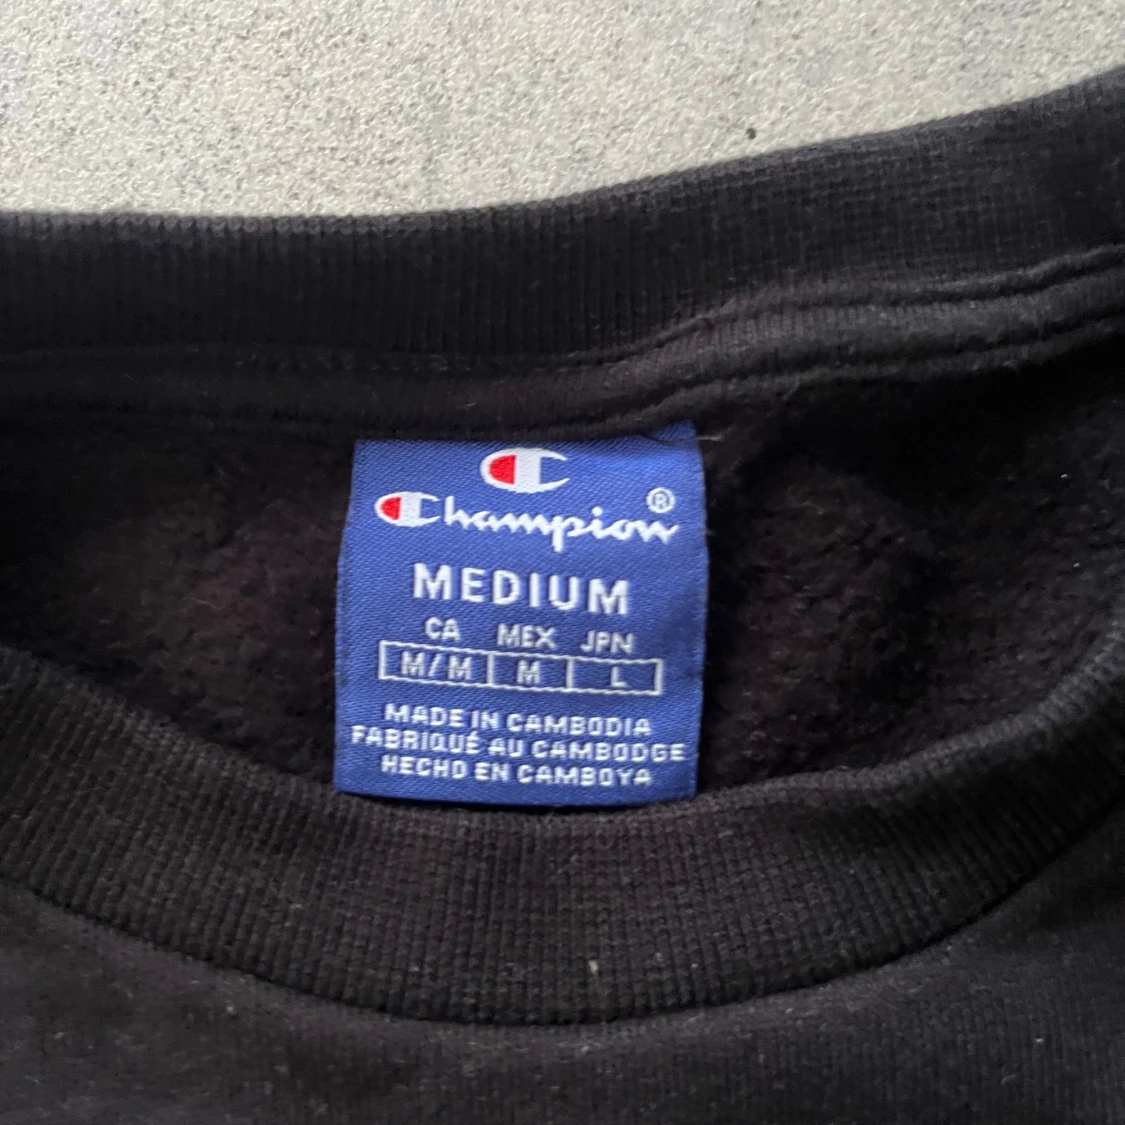 Champion®
MEDIUM
CA MEX JPN
M/M M L
MADE IN CAMBODIA
FABRIQUÉ AU CAMBODGE
HECHO EN CAMBOYA